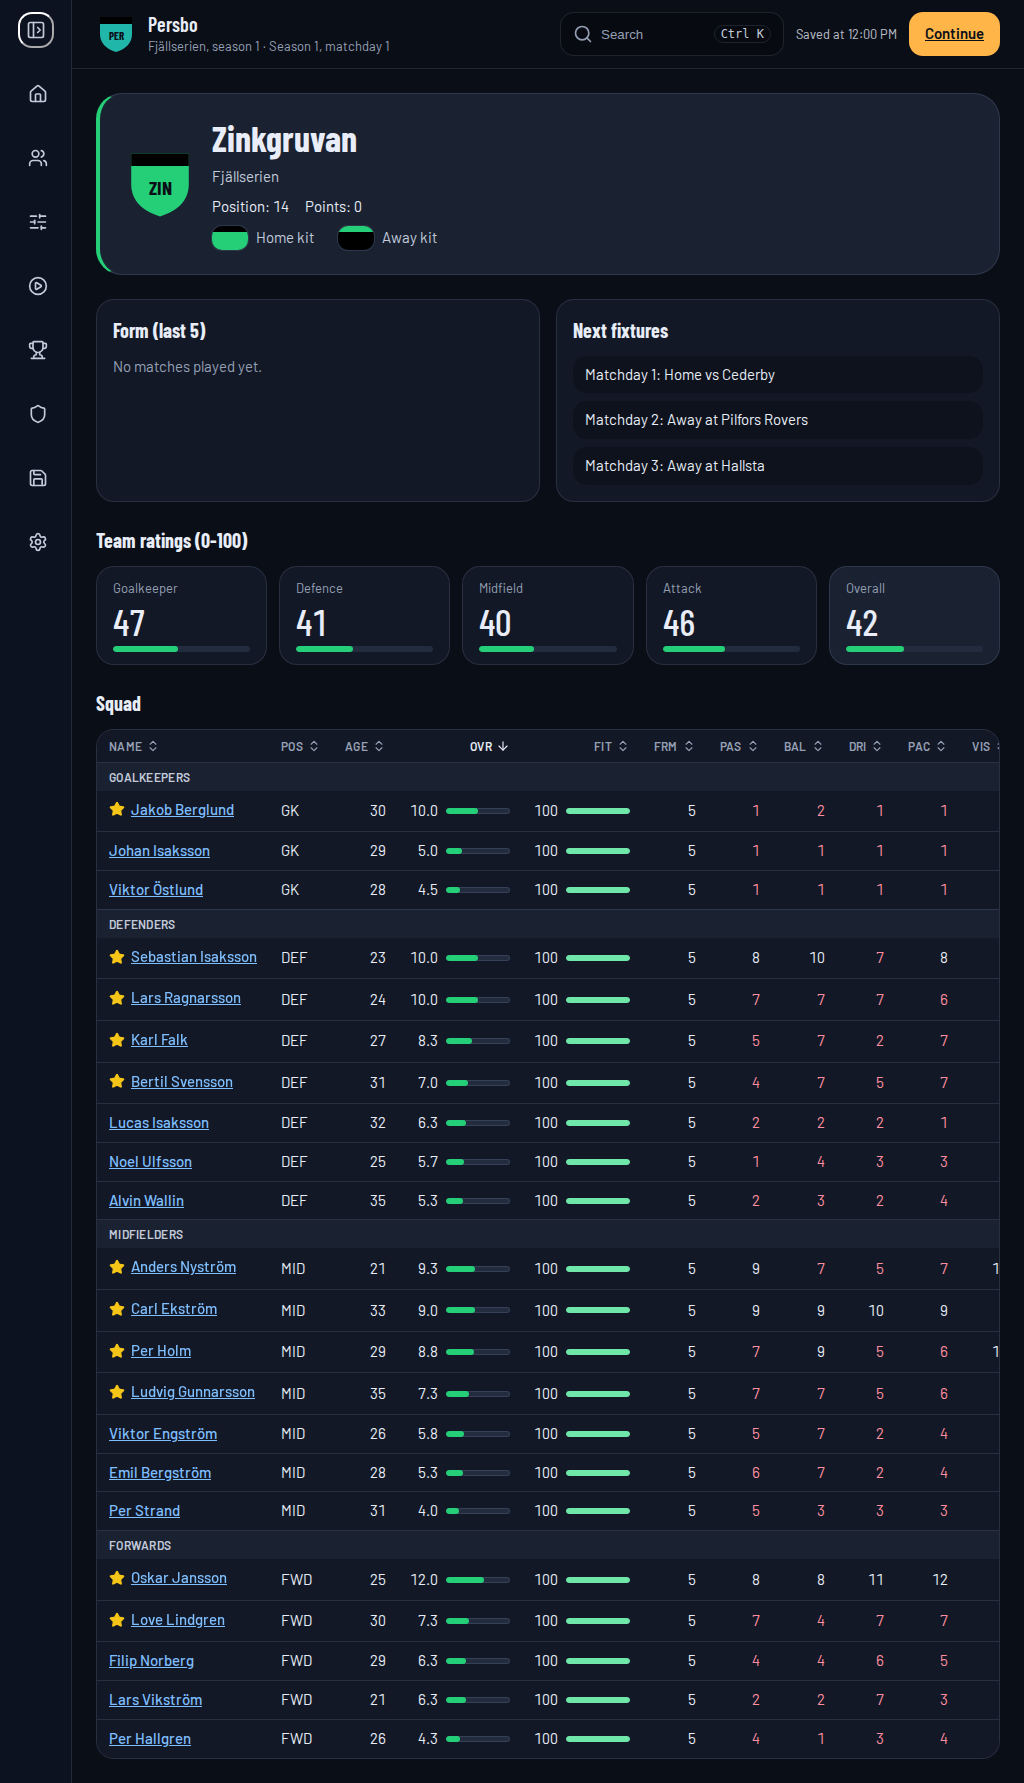 PER
Persbo
Fjällserien, season 1 · Season 1, matchday 1
Search
Ctrl K
Saved at 12:00 PM
Continue
ZIN
Zinkgruvan
Fjällserien
Position: 14 Points: 0
Home kit Away kit
Form (last 5)
No matches played yet.
Next fixtures
Matchday 1: Home vs Cederby
Matchday 2: Away at Pilfors Rovers
Matchday 3: Away at Hallsta
Team ratings (0-100)
Goalkeeper
47
Defence
41
Midfield
40
Attack
46
Overall
42
Squad
NAME POS AGE OVR FIT FRM PAS BAL DRI PAC VIS
GOALKEEPERS
Jakob Berglund GK 30 10.0 100 5 1 2 1 1
Johan Isaksson GK 29 5.0 100 5 1 1 1 1
Viktor Östlund GK 28 4.5 100 5 1 1 1 1
DEFENDERS
Sebastian Isaksson DEF 23 10.0 100 5 8 10 7 8
Lars Ragnarsson DEF 24 10.0 100 5 7 7 7 6
Karl Falk DEF 27 8.3 100 5 5 7 2 7
Bertil Svensson DEF 31 7.0 100 5 4 7 5 7
Lucas Isaksson DEF 32 6.3 100 5 2 2 2 1
Noel Ulfsson DEF 25 5.7 100 5 1 4 3 3
Alvin Wallin DEF 35 5.3 100 5 2 3 2 4
MIDFIELDERS
Anders Nyström MID 21 9.3 100 5 9 7 5 7
Carl Ekström MID 33 9.0 100 5 9 9 10 9
Per Holm MID 29 8.8 100 5 7 9 5 6
Ludvig Gunnarsson MID 35 7.3 100 5 7 7 5 6
Viktor Engström MID 26 5.8 100 5 5 7 2 4
Emil Bergström MID 28 5.3 100 5 6 7 2 4
Per Strand MID 31 4.0 100 5 5 3 3 3
FORWARDS
Oskar Jansson FWD 25 12.0 100 5 8 8 11 12
Love Lindgren FWD 30 7.3 100 5 7 4 7 7
Filip Norberg FWD 29 6.3 100 5 4 4 6 5
Lars Vikström FWD 21 6.3 100 5 2 2 7 3
Per Hallgren FWD 26 4.3 100 5 4 1 3 4